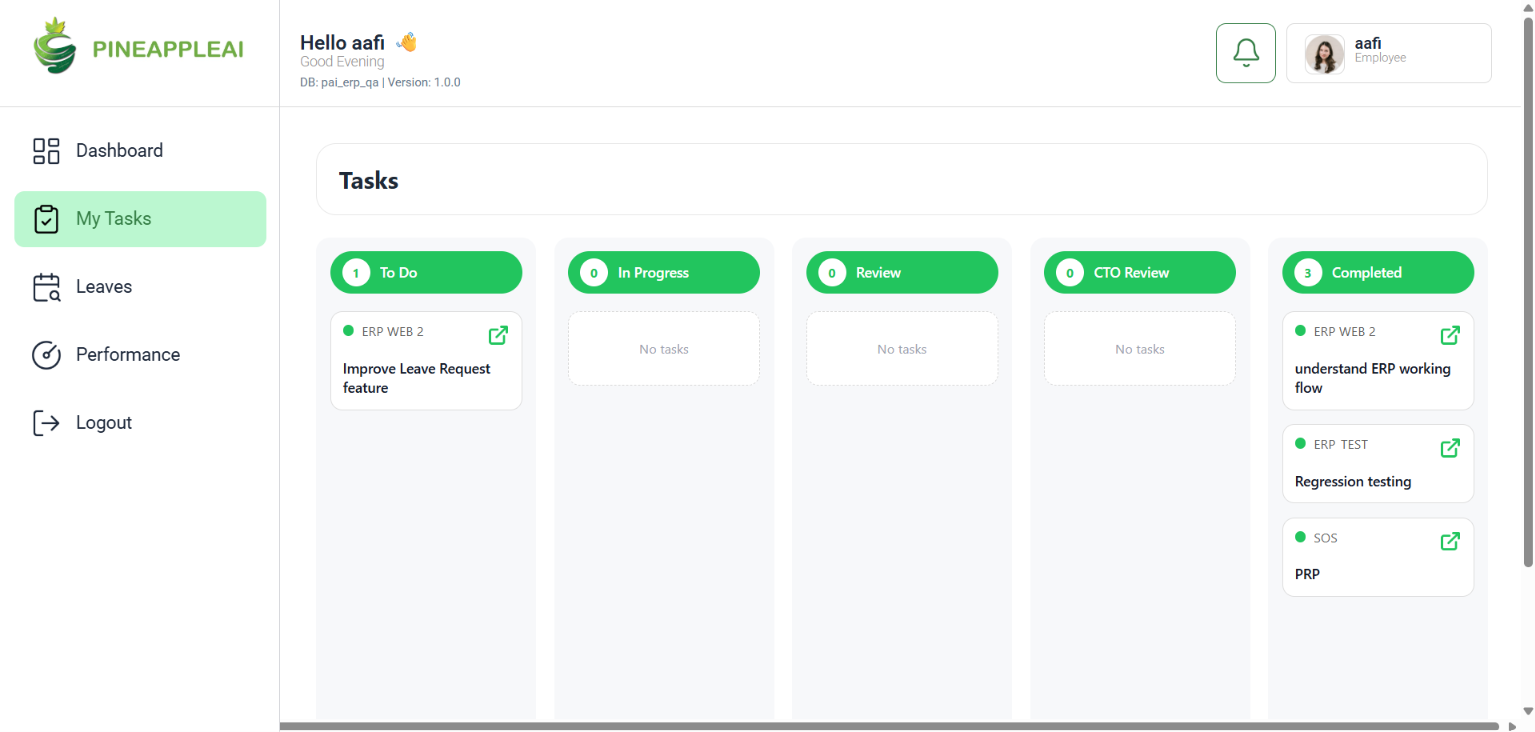 PINEAPPLEAI
Hello aafi 👋
Good Evening
DB: pai_erp_qa | Version: 1.0.0
aafi
Employee
Dashboard
My Tasks
Leaves
Performance
Logout
Tasks
1 To Do
ERP WEB 2
Improve Leave Request
feature
0 In Progress
No tasks
0 Review
No tasks
0 CTO Review
No tasks
3 Completed
ERP WEB 2
understand ERP working
flow
ERP TEST
Regression testing
SOS
PRP